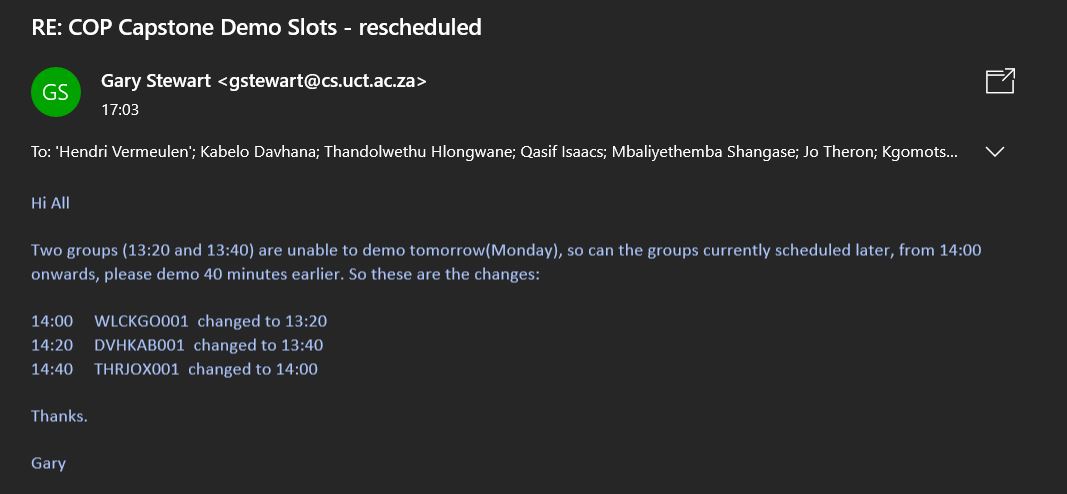 RE: COP Capstone Demo Slots - rescheduled
GS
Gary Stewart <gstewart@cs.uct.ac.za>
17:03
To: 'Hendri Vermeulen'; Kabelo Davhana; Thandolwethu Hlongwane; Qasif Isaacs; Mbaliyethemba Shangase; Jo Theron; Kgomots...
Hi All
Two groups (13:20 and 13:40) are unable to demo tomorrow(Monday), so can the groups currently scheduled later, from 14:00
onwards, please demo 40 minutes earlier. So these are the changes:
14:00 WLCKGO001 changed to 13:20
14:20 DVHKAB001 changed to 13:40
14:40 THRJOX001 changed to 14:00
Thanks.
Gary